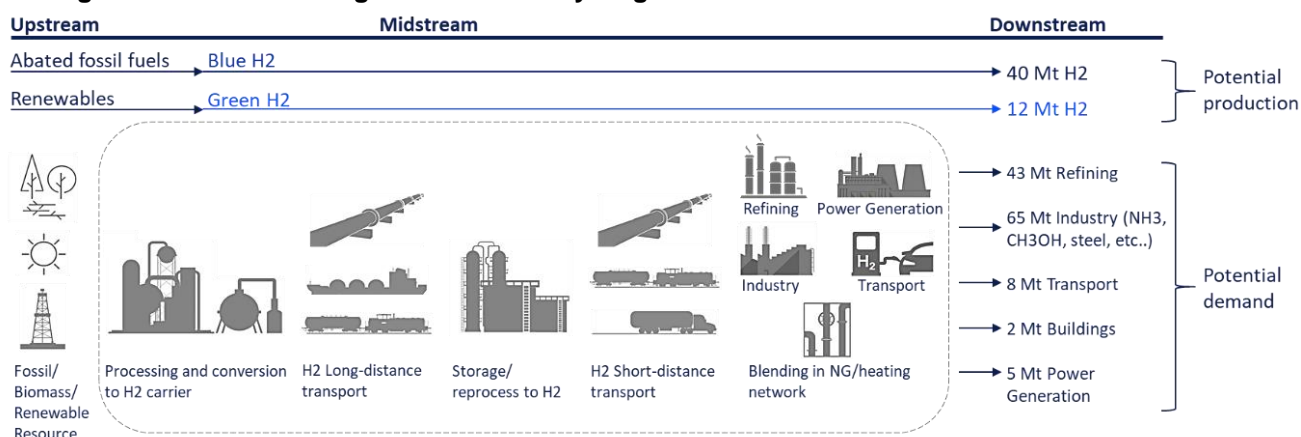 Upstream Midstream Downstream
Abated fossil fuels Blue H2 40 Mt H2
Renewables Green H2 12 Mt H2
Potential
production
Refining Power Generation
H2
Industry Transport
Fossil/
Biomass/
Renewable
Resource
Processing and conversion
to H2 carrier
H2 Long-distance
transport
Storage/
reprocess to H2
H2 Short-distance
transport
Blending in NG/heating
network
43 Mt Refining
65 Mt Industry (NH3,
CH3OH, steel, etc..)
8 Mt Transport
2 Mt Buildings
5 Mt Power
Generation
Potential
demand